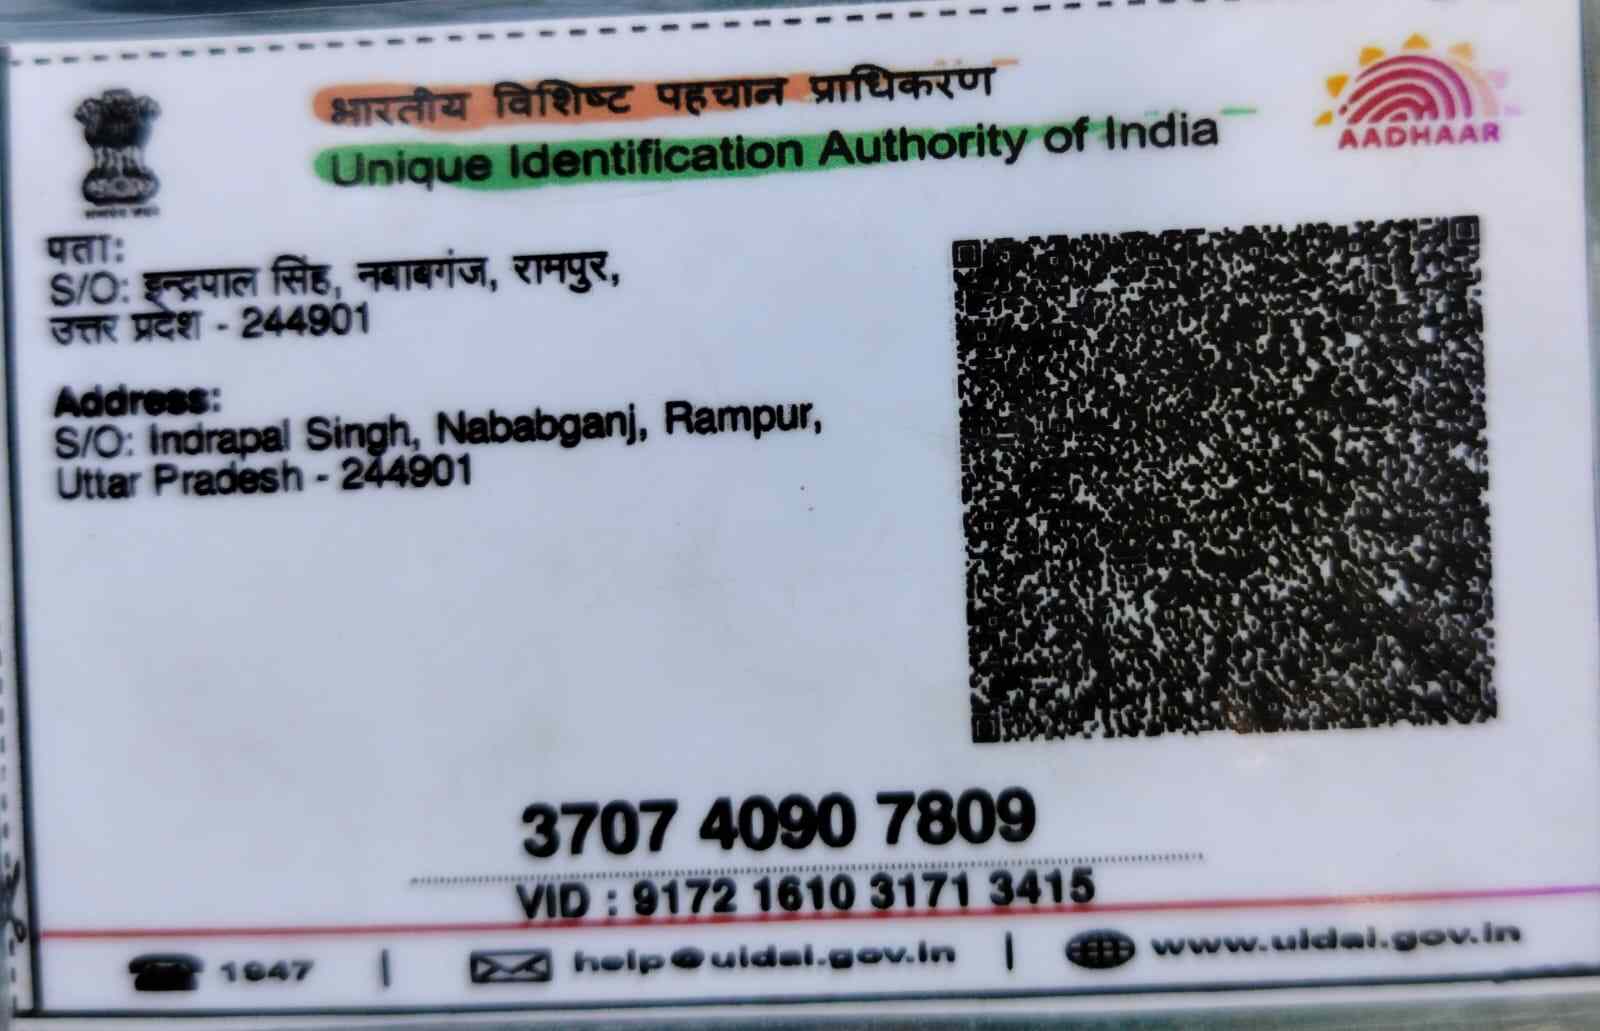 भारतीय विशिष्ट पहचान प्राधिकरण
Unique Identification Authority of India
AADHAAR
पता:
S/O: इन्द्रपाल सिंह, नबाबगंज, रामपुर,
उत्तर प्रदेश - 244901
Address:
S/O: Indrapal Singh, Nababganj, Rampur,
Uttar Pradesh - 244901
3707 4090 7809
VID : 9172 1610 3171 3415
1947 | help@uidai.gov.in | www.uidai.gov.in